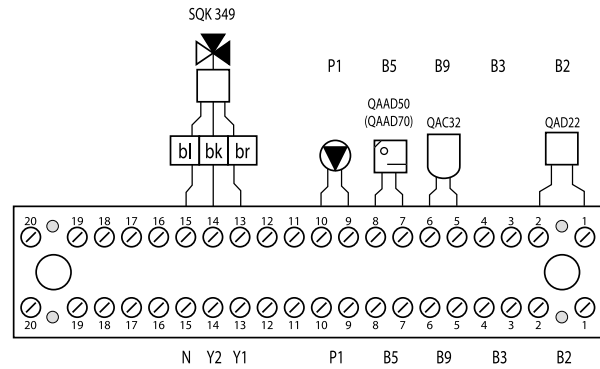 SQK 349
P1 B5 B9 B3 B2
QAAD50
(QAAD70) QAC32 QAD22
bl bk br
20 19 18 17 16 15 14 13 12 11 10 9 8 7 6 5 4 3 2 1
20 19 18 17 16 15 14 13 12 11 10 9 8 7 6 5 4 3 2 1
N Y2 Y1 P1 B5 B9 B3 B2